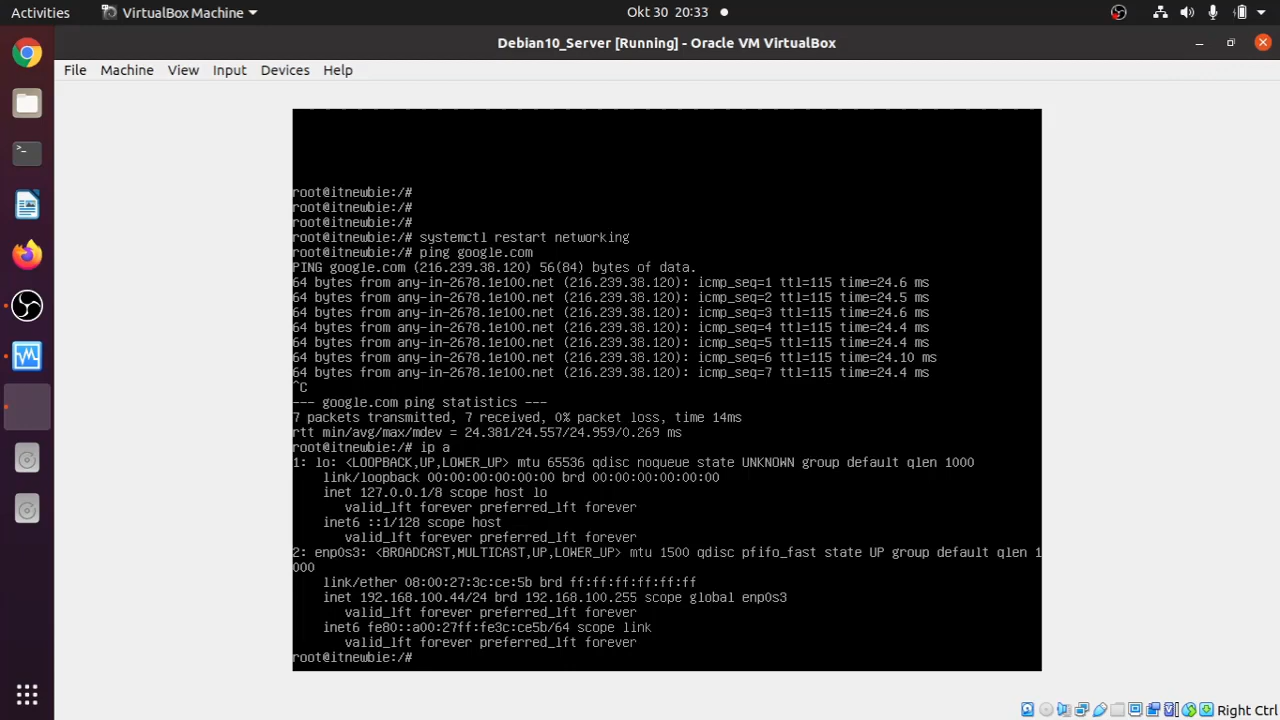 Activities
VirtualBox Machine
Okt 30 20:33
Debian10_Server [Running] - Oracle VM VirtualBox
File Machine View Input Devices Help
root@itnewbie:/#
root@itnewbie:/#
root@itnewbie:/#
root@itnewbie:/# systemctl restart networking
root@itnewbie:/# ping google.com
PING google.com (216.239.38.120) 56(84) bytes of data.
64 bytes from any-in-2678.1e100.net (216.239.38.120): icmp_seq=1 ttl=115 time=24.6 ms
64 bytes from any-in-2678.1e100.net (216.239.38.120): icmp_seq=2 ttl=115 time=24.5 ms
64 bytes from any-in-2678.1e100.net (216.239.38.120): icmp_seq=3 ttl=115 time=24.6 ms
64 bytes from any-in-2678.1e100.net (216.239.38.120): icmp_seq=4 ttl=115 time=24.4 ms
64 bytes from any-in-2678.1e100.net (216.239.38.120): icmp_seq=5 ttl=115 time=24.4 ms
64 bytes from any-in-2678.1e100.net (216.239.38.120): icmp_seq=6 ttl=115 time=24.10 ms
64 bytes from any-in-2678.1e100.net (216.239.38.120): icmp_seq=7 ttl=115 time=24.4 ms
^C
--- google.com ping statistics ---
7 packets transmitted, 7 received, 0% packet loss, time 14ms
rtt min/avg/max/mdev = 24.381/24.557/24.959/0.269 ms
root@itnewbie:/# ip a
1: lo: <LOOPBACK,UP,LOWER_UP> mtu 65536 qdisc noqueue state UNKNOWN group default qlen 1000
link/loopback 00:00:00:00:00:00 brd 00:00:00:00:00:00
inet 127.0.0.1/8 scope host lo
valid_lft forever preferred_lft forever
inet6 ::1/128 scope host
valid_lft forever preferred_lft forever
2: enp0s3: <BROADCAST,MULTICAST,UP,LOWER_UP> mtu 1500 qdisc pfifo_fast state UP group default qlen 1
000
link/ether 08:00:27:3c:ce:5b brd ff:ff:ff:ff:ff:ff
inet 192.168.100.44/24 brd 192.168.100.255 scope global enp0s3
valid_lft forever preferred_lft forever
inet6 fe80::a00:27ff:fe3c:ce5b/64 scope link
valid_lft forever preferred_lft forever
root@itnewbie:/#
Right Ctrl